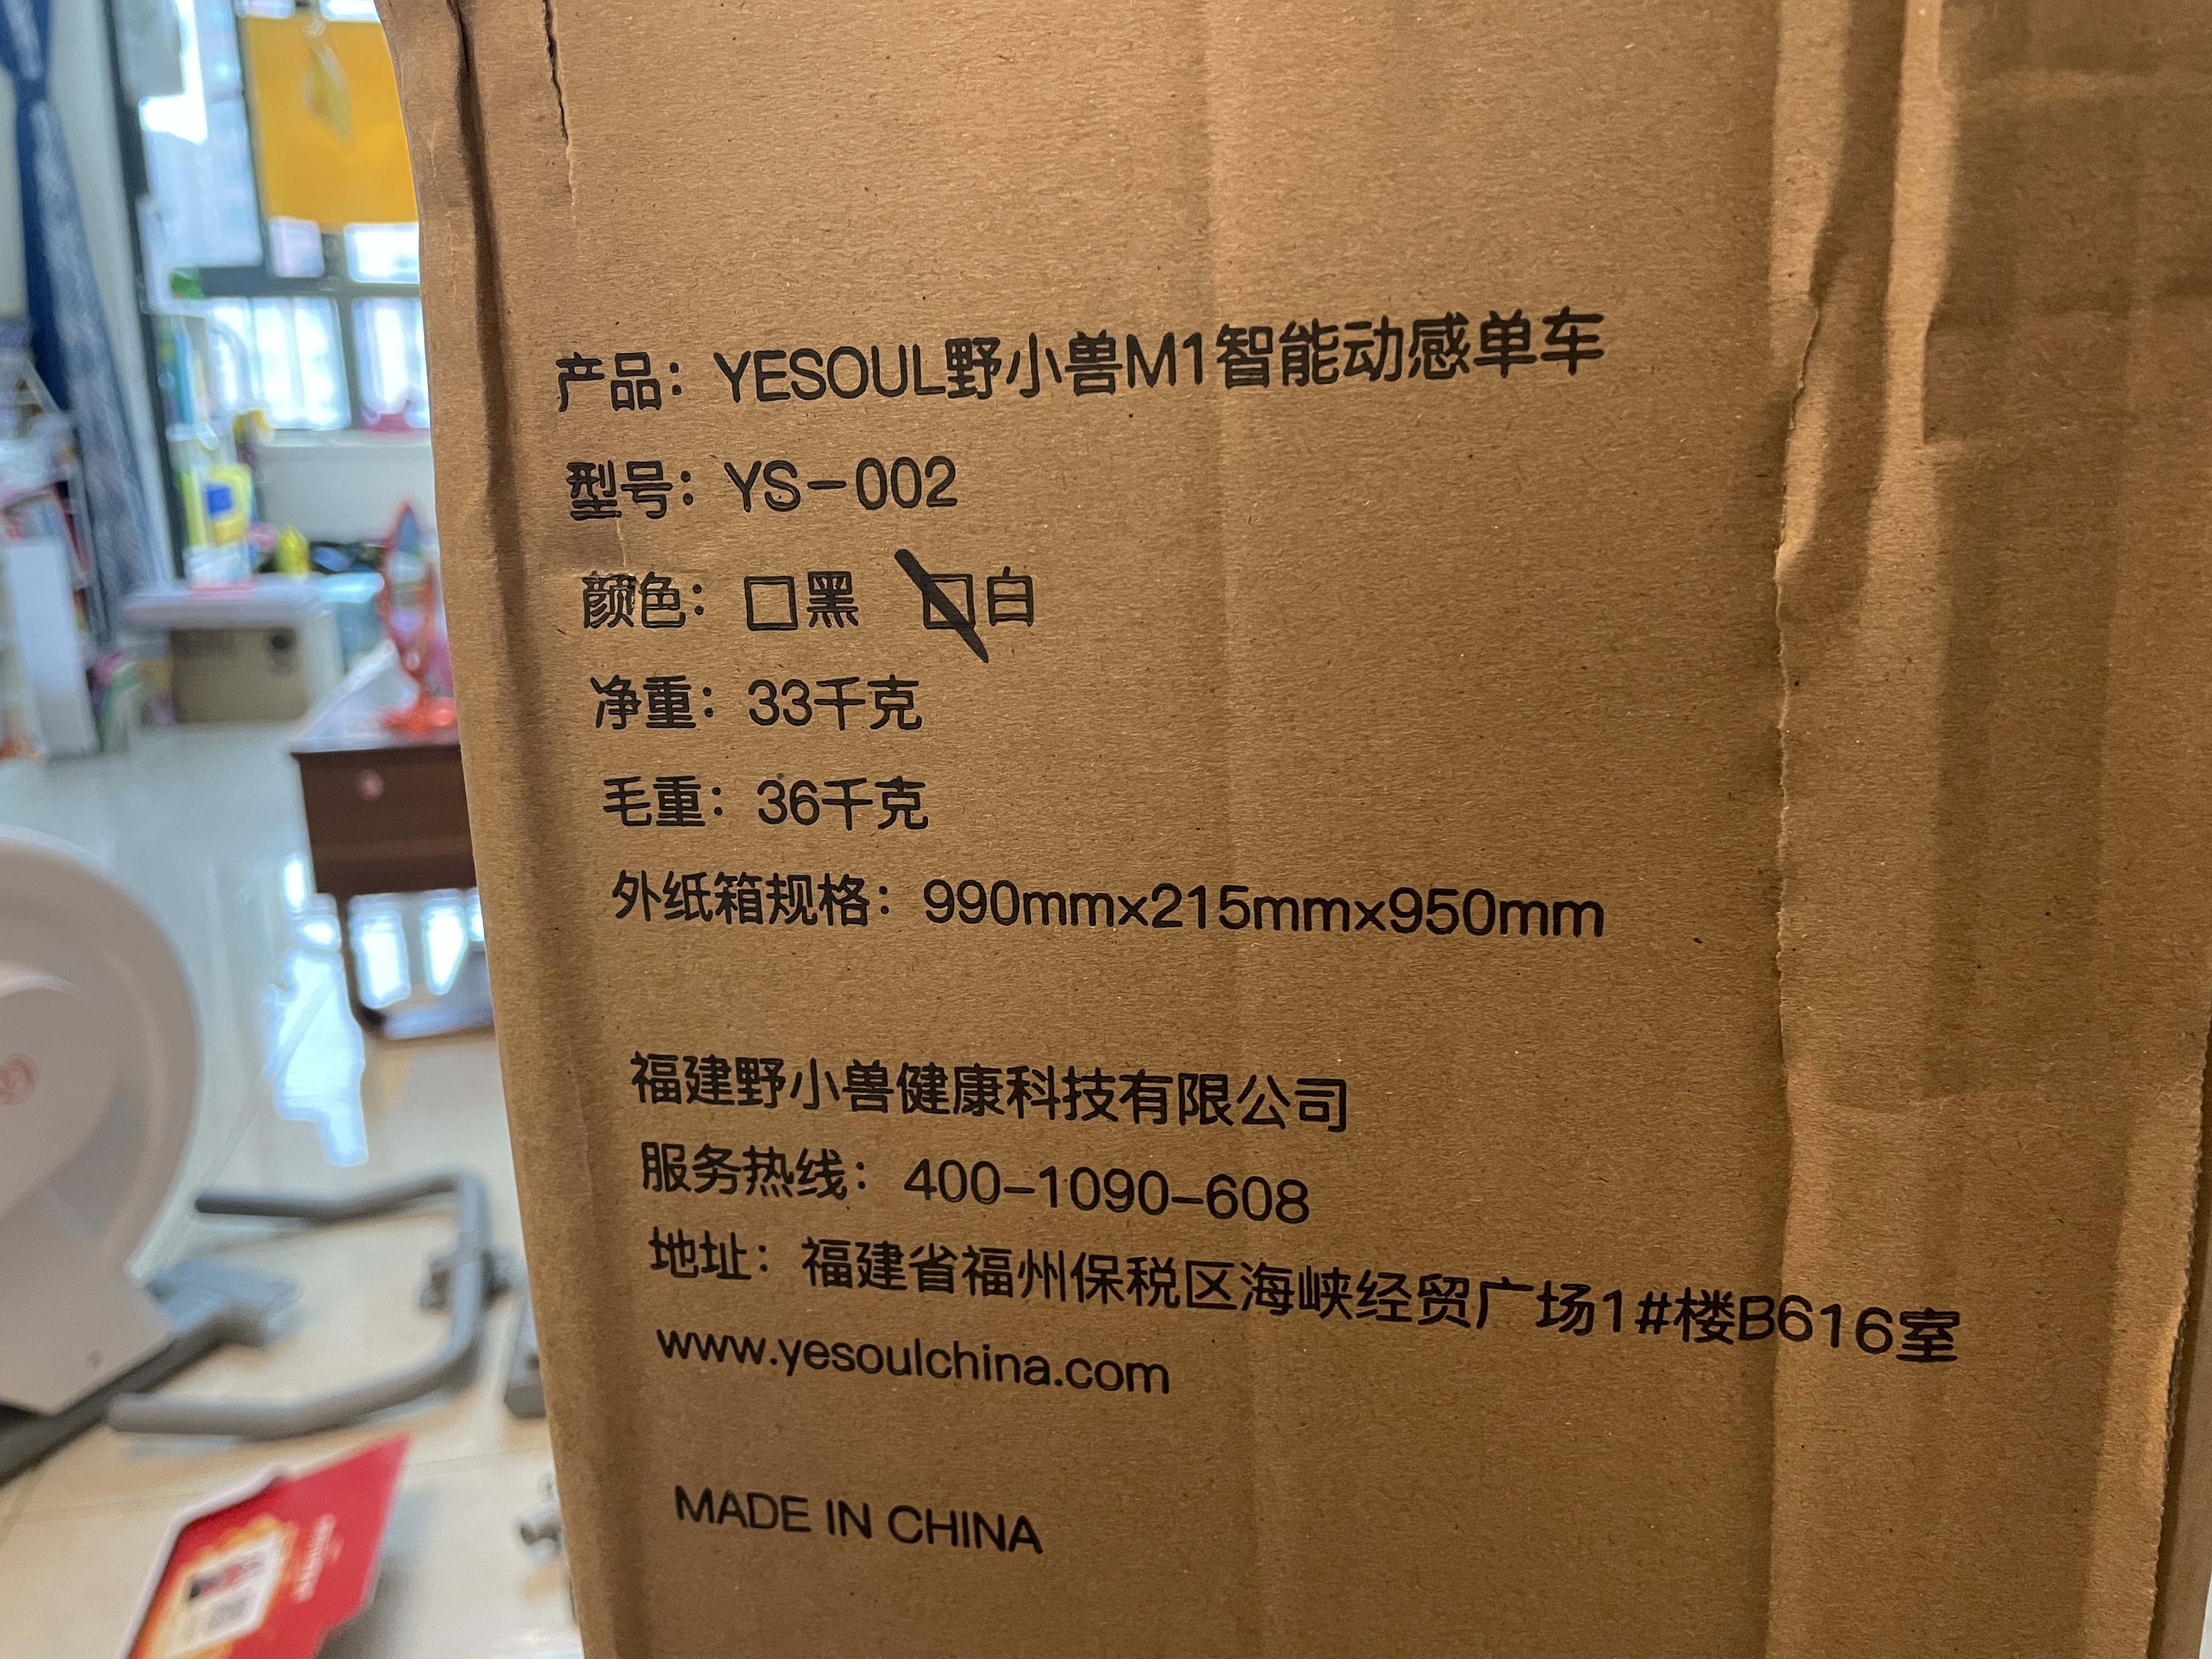 产品：YESOUL野小兽M1智能动感单车
型号：YS-002
颜色：□黑 □白
净重：33千克
毛重：36千克
外纸箱规格：990mmx215mmx950mm
福建野小兽健康科技有限公司
服务热线：400-1090-608
地址：福建省福州保税区海峡经贸广场1#楼B616室
www.yesoulchina.com
MADE IN CHINA